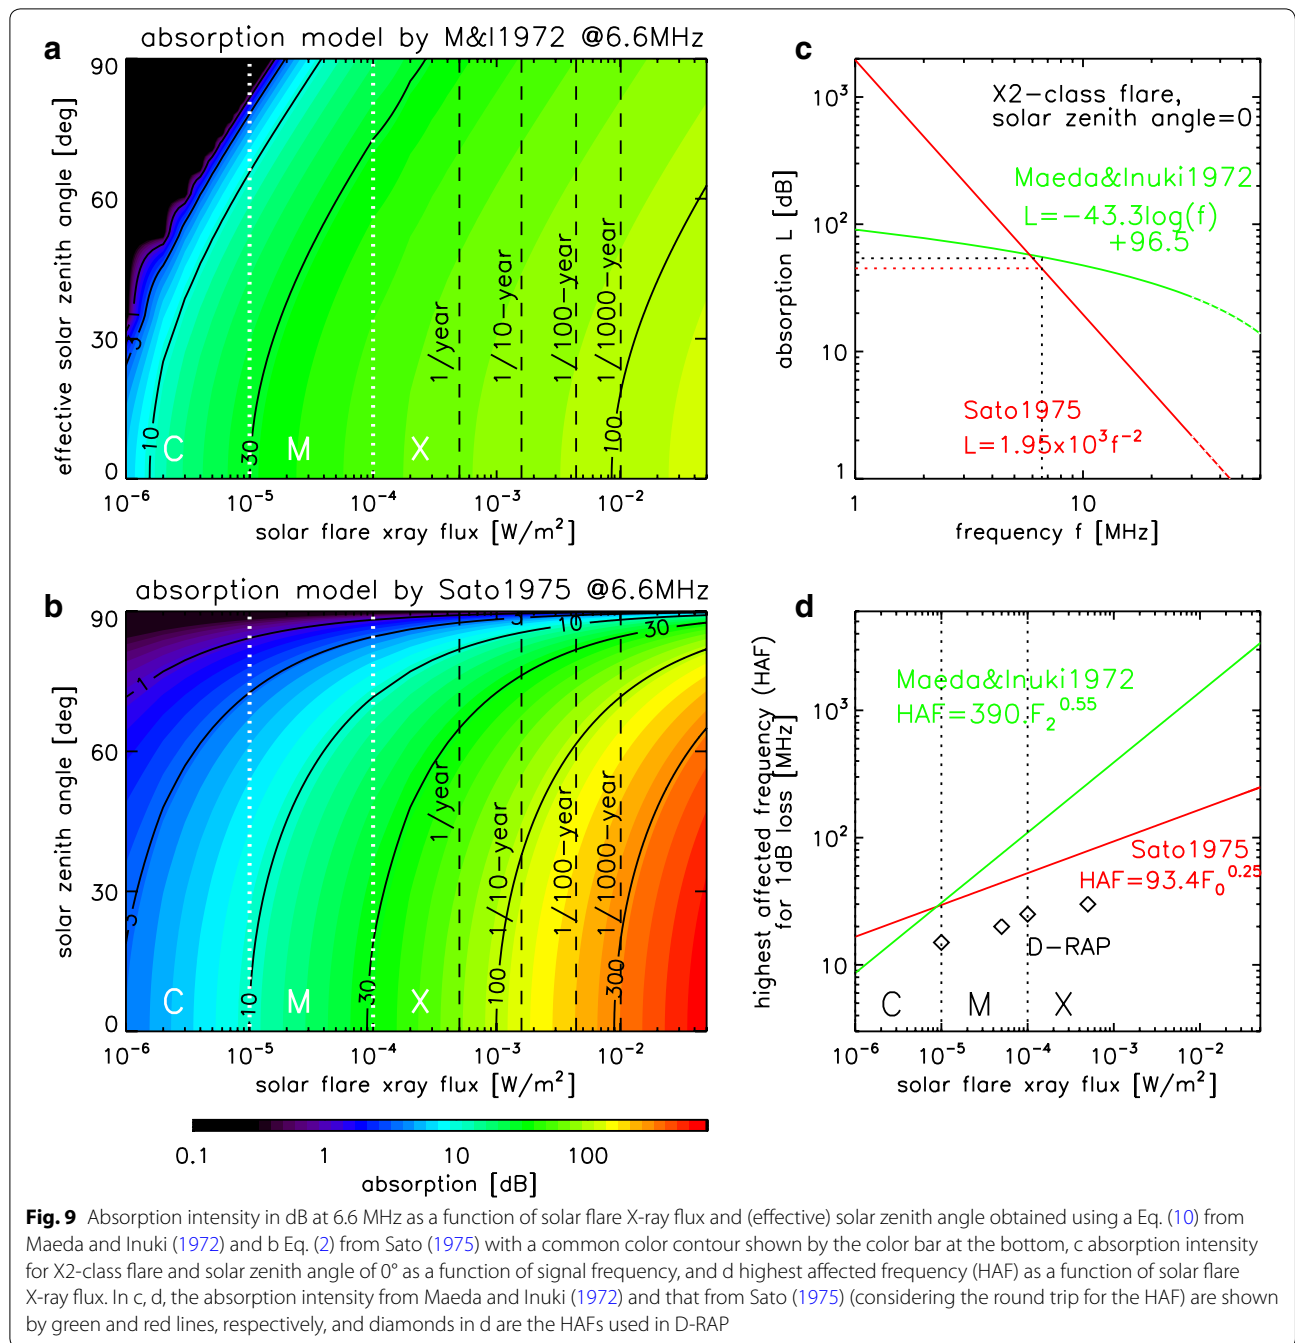 a
absorption model by M&I1972 @6.6MHz
effective solar zenith angle [deg]
90
60
30
0
1
3
10
30
100
C
M
X
1/year
1/10-year
1/100-year
1/1000-year
10⁻⁶
10⁻⁵
10⁻⁴
10⁻³
10⁻²
solar flare xray flux [W/m²]
b
absorption model by Sato1975 @6.6MHz
solar zenith angle [deg]
90
60
30
0
1
3
3
10
30
10
30
100
300
C
M
X
1/year
1/10-year
1/100-year
1/1000-year
10⁻⁶
10⁻⁵
10⁻⁴
10⁻³
10⁻²
solar flare xray flux [W/m²]
0.1
1
10
100
absorption [dB]
c
absorption L [dB]
10³
10²
10
1
X2-class flare,
solar zenith angle=0
Maeda&Inuki1972
L=-43.3log(f)
+96.5
Sato1975
L=1.95x10³f⁻²
1
10
frequency f [MHz]
d
highest affected frequency (HAF)
for 1dB loss [MHz]
10³
10²
10
Maeda&Inuki1972
HAF=390.F₂^0.55
Sato1975
HAF=93.4F₀^0.25
D-RAP
C
M
X
10⁻⁶
10⁻⁵
10⁻⁴
10⁻³
10⁻²
solar flare xray flux [W/m²]
Fig. 9 Absorption intensity in dB at 6.6 MHz as a function of solar flare X-ray flux and (effective) solar zenith angle obtained using a Eq. (10) from
Maeda and Inuki (1972) and b Eq. (2) from Sato (1975) with a common color contour shown by the color bar at the bottom, c absorption intensity
for X2-class flare and solar zenith angle of 0° as a function of signal frequency, and d highest affected frequency (HAF) as a function of solar flare
X-ray flux. In c, d, the absorption intensity from Maeda and Inuki (1972) and that from Sato (1975) (considering the round trip for the HAF) are shown
by green and red lines, respectively, and diamonds in d are the HAFs used in D-RAP